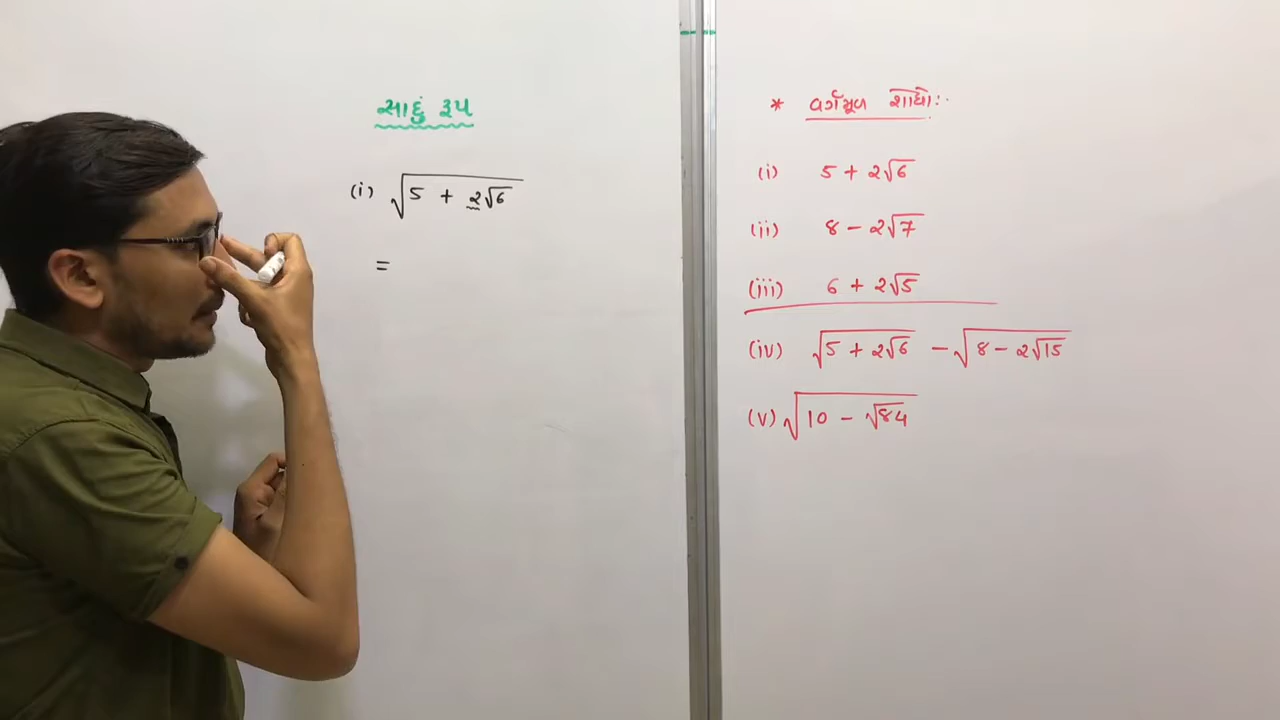 સાદું રૂપ
(i) √(5 + 2√6)
=
* વર્ગમૂળ શોધો:-
(i) 5 + 2√6
(ii) 8 - 2√7
(iii) 6 + 2√5
(iv) √(5 + 2√6) - √(8 - 2√15)
(v) √(10 - √84)